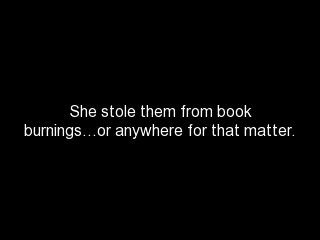 She stole them from book
burnings…or anywhere for that matter.